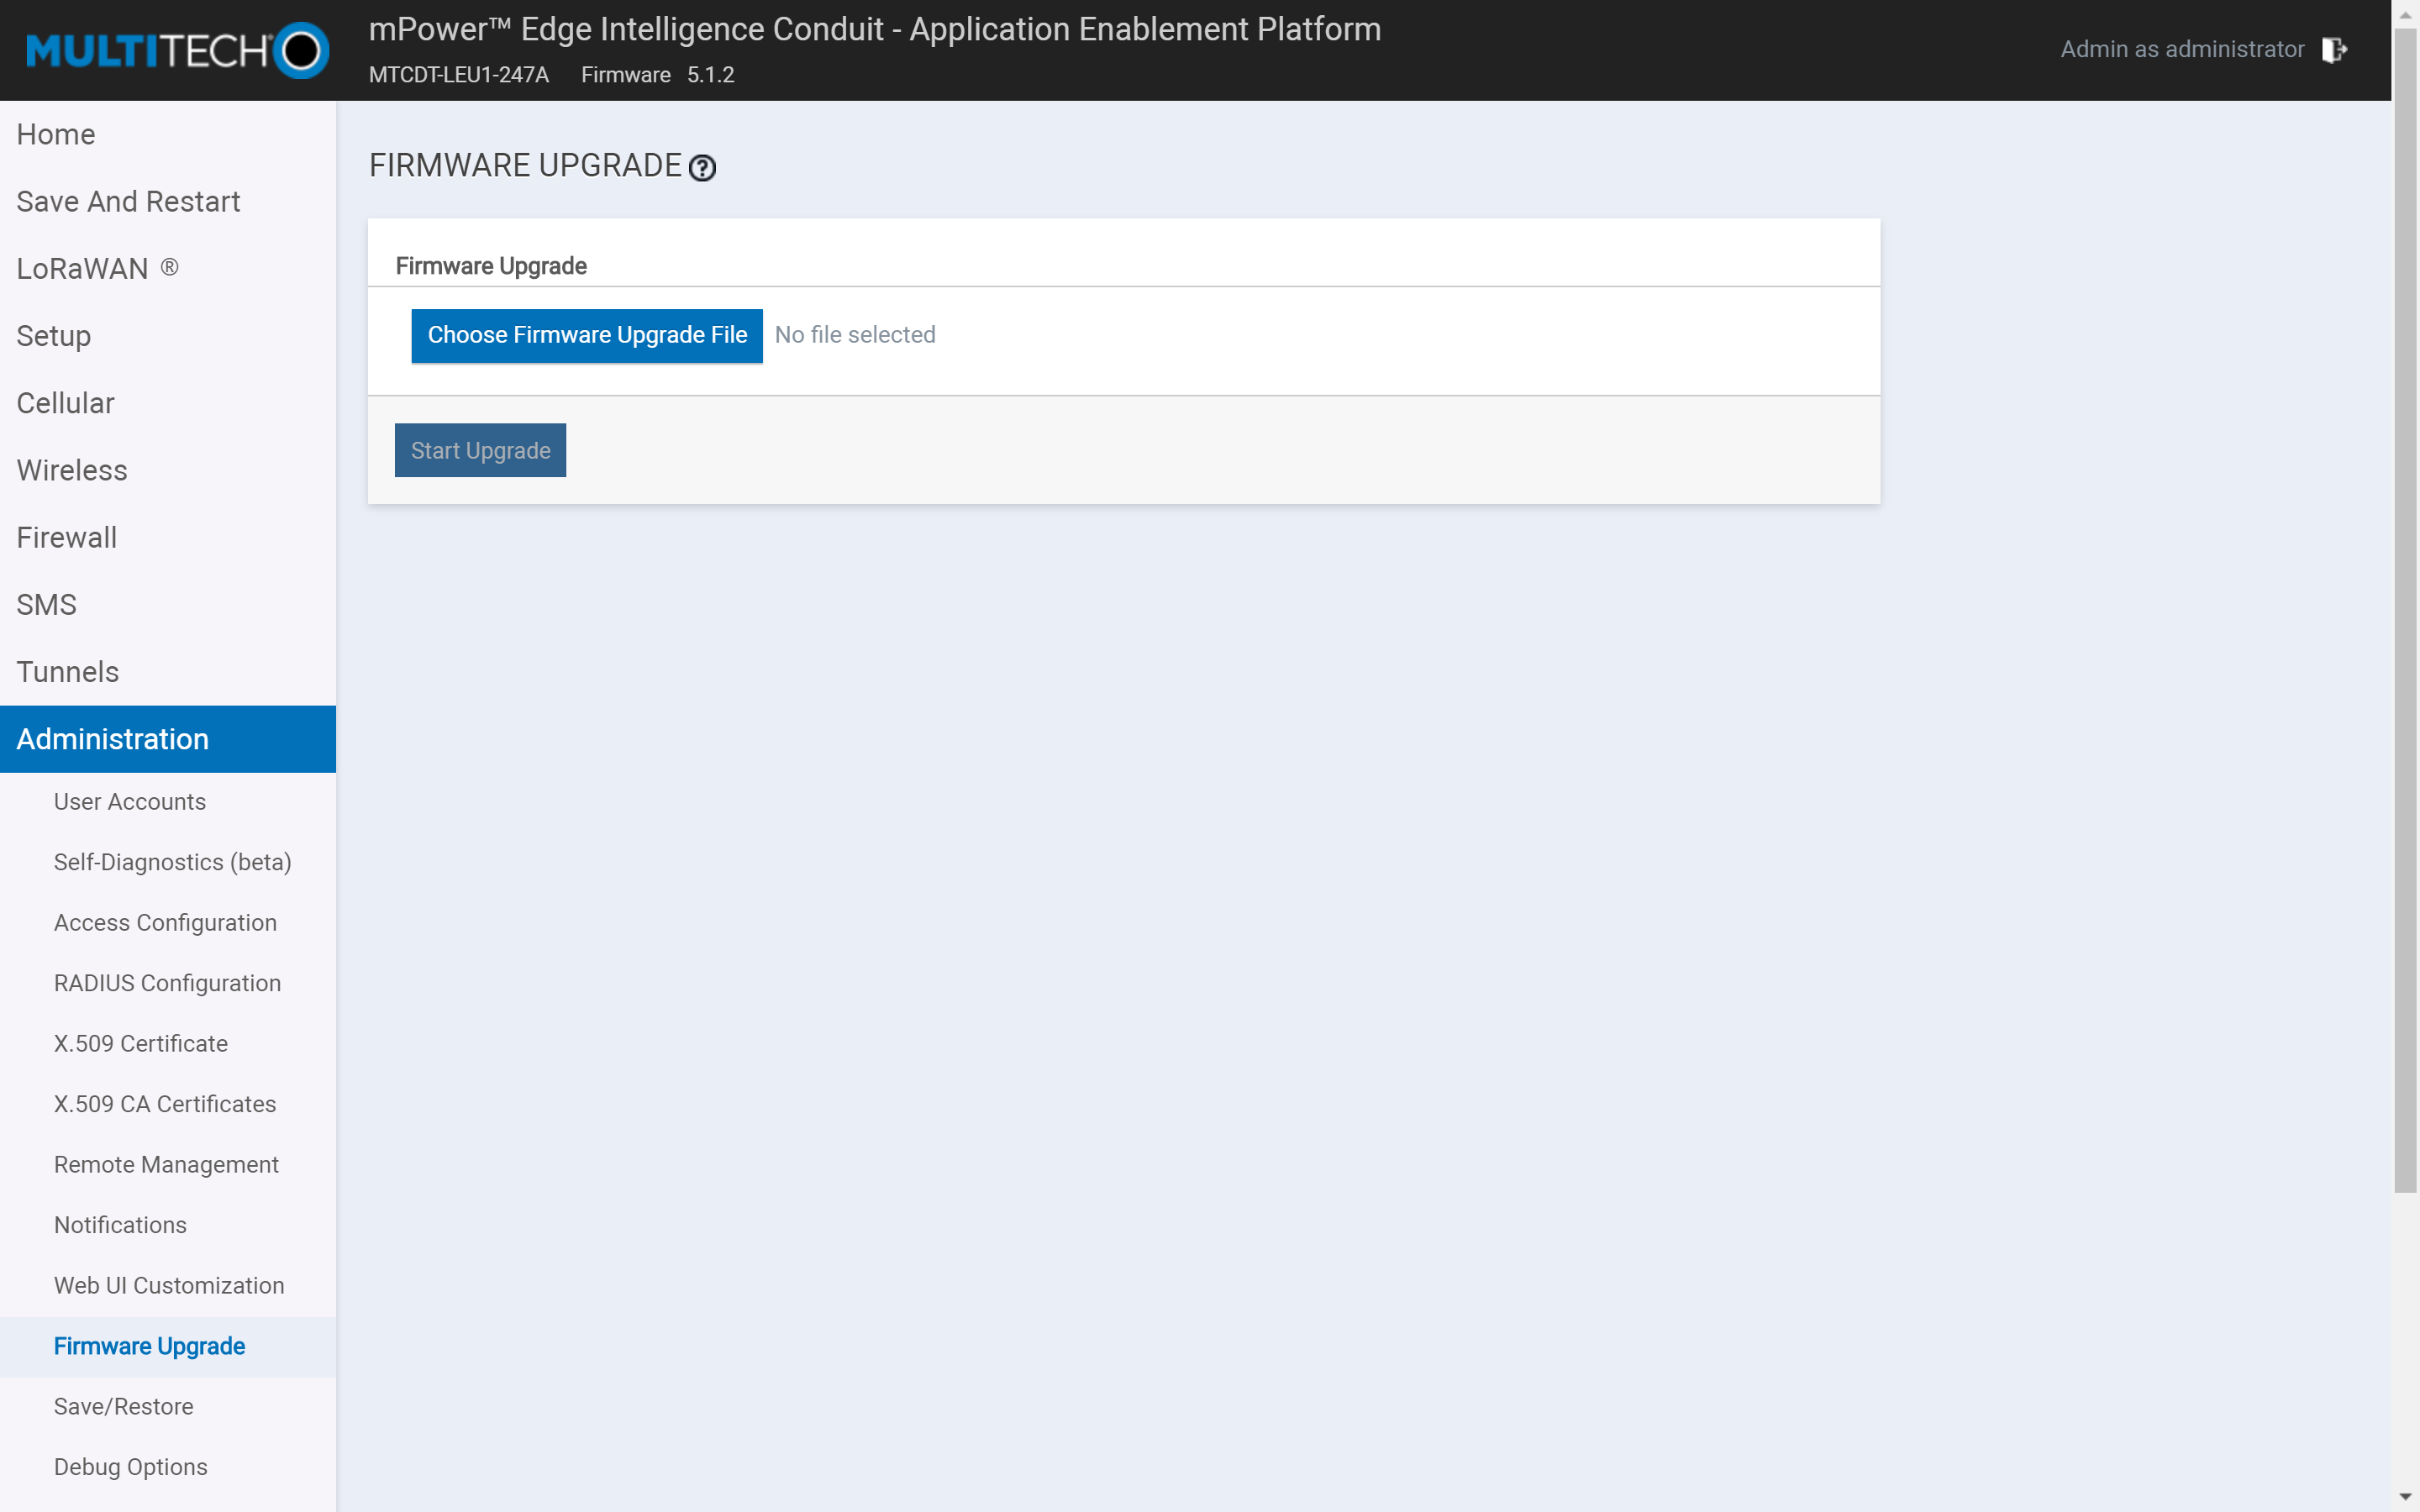 MULTITECH
mPower™ Edge Intelligence Conduit - Application Enablement Platform
MTCDT-LEU1-247A Firmware 5.1.2
Admin as administrator
Home
Save And Restart
LoRaWAN ®
Setup
Cellular
Wireless
Firewall
SMS
Tunnels
Administration
User Accounts
Self-Diagnostics (beta)
Access Configuration
RADIUS Configuration
X.509 Certificate
X.509 CA Certificates
Remote Management
Notifications
Web UI Customization
Firmware Upgrade
Save/Restore
Debug Options
FIRMWARE UPGRADE ?
Firmware Upgrade
Choose Firmware Upgrade File No file selected
Start Upgrade